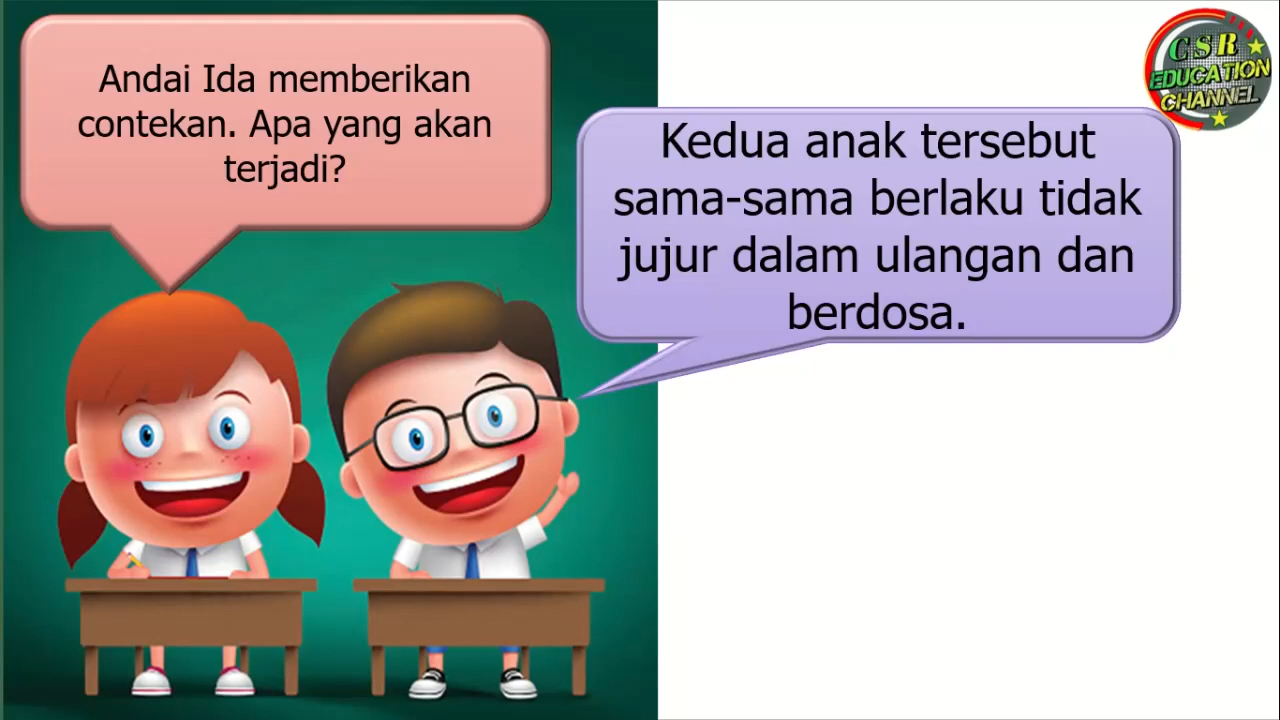 Andai Ida memberikan
contekan. Apa yang akan
terjadi?
Kedua anak tersebut
sama-sama berlaku tidak
jujur dalam ulangan dan
berdosa.
CSR
EDUCATION
CHANNEL